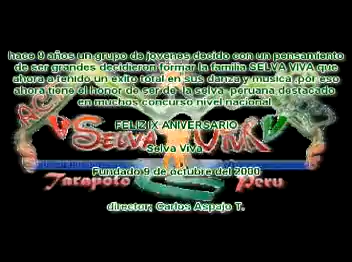 hace 9 años un grupo de jovenes decido con un pensamiento
de ser grandes decidieron formar la familia SELVA VIVA que
ahora a tenido un exito total en sus danza y musica ,por eso
ahora tiene el honor de ser de la selva peruana destacado
en muchos concurso nivel nacional
FELIZ IX ANIVERSARIO
Selva Viva
SELVA VIVA
Fundado 9 de octubre del 2000
Tarapoto Peru
director; Carlos Aspajo T.